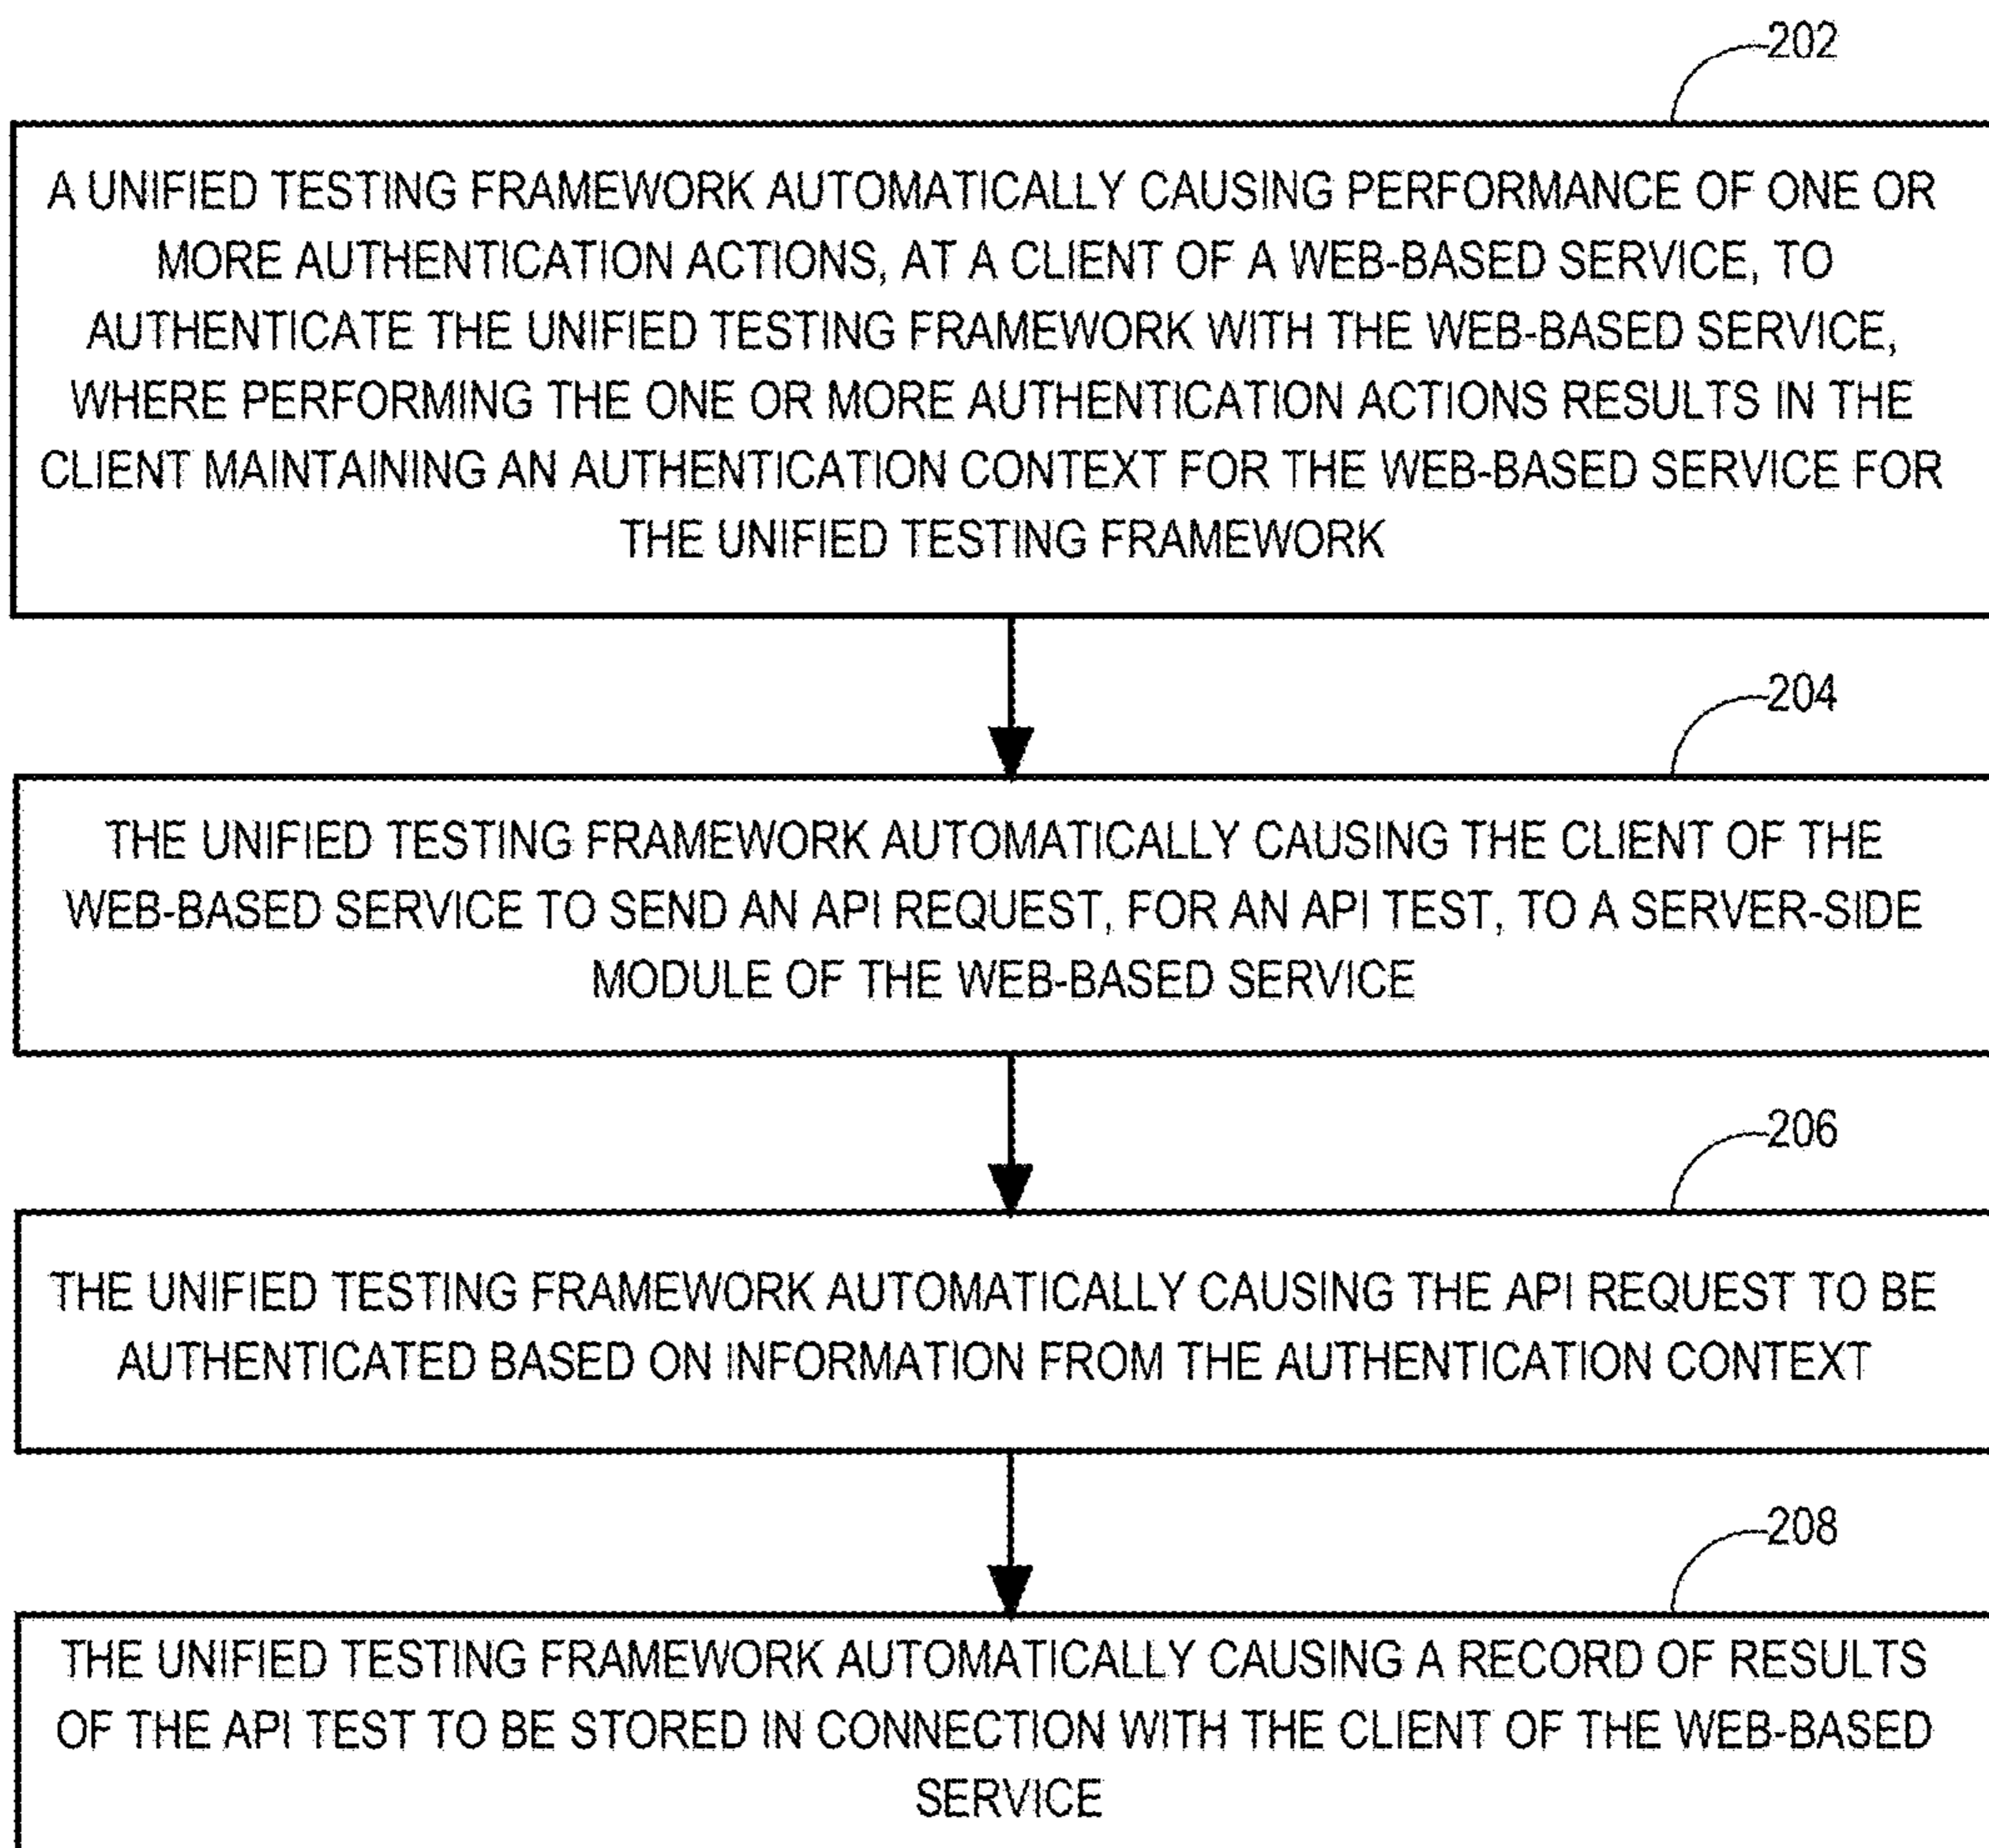 202
A UNIFIED TESTING FRAMEWORK AUTOMATICALLY CAUSING PERFORMANCE OF ONE OR
MORE AUTHENTICATION ACTIONS, AT A CLIENT OF A WEB-BASED SERVICE, TO
AUTHENTICATE THE UNIFIED TESTING FRAMEWORK WITH THE WEB-BASED SERVICE,
WHERE PERFORMING THE ONE OR MORE AUTHENTICATION ACTIONS RESULTS IN THE
CLIENT MAINTAINING AN AUTHENTICATION CONTEXT FOR THE WEB-BASED SERVICE FOR
THE UNIFIED TESTING FRAMEWORK
204
THE UNIFIED TESTING FRAMEWORK AUTOMATICALLY CAUSING THE CLIENT OF THE
WEB-BASED SERVICE TO SEND AN API REQUEST, FOR AN API TEST, TO A SERVER-SIDE
MODULE OF THE WEB-BASED SERVICE
206
THE UNIFIED TESTING FRAMEWORK AUTOMATICALLY CAUSING THE API REQUEST TO BE
AUTHENTICATED BASED ON INFORMATION FROM THE AUTHENTICATION CONTEXT
208
THE UNIFIED TESTING FRAMEWORK AUTOMATICALLY CAUSING A RECORD OF RESULTS
OF THE API TEST TO BE STORED IN CONNECTION WITH THE CLIENT OF THE WEB-BASED
SERVICE